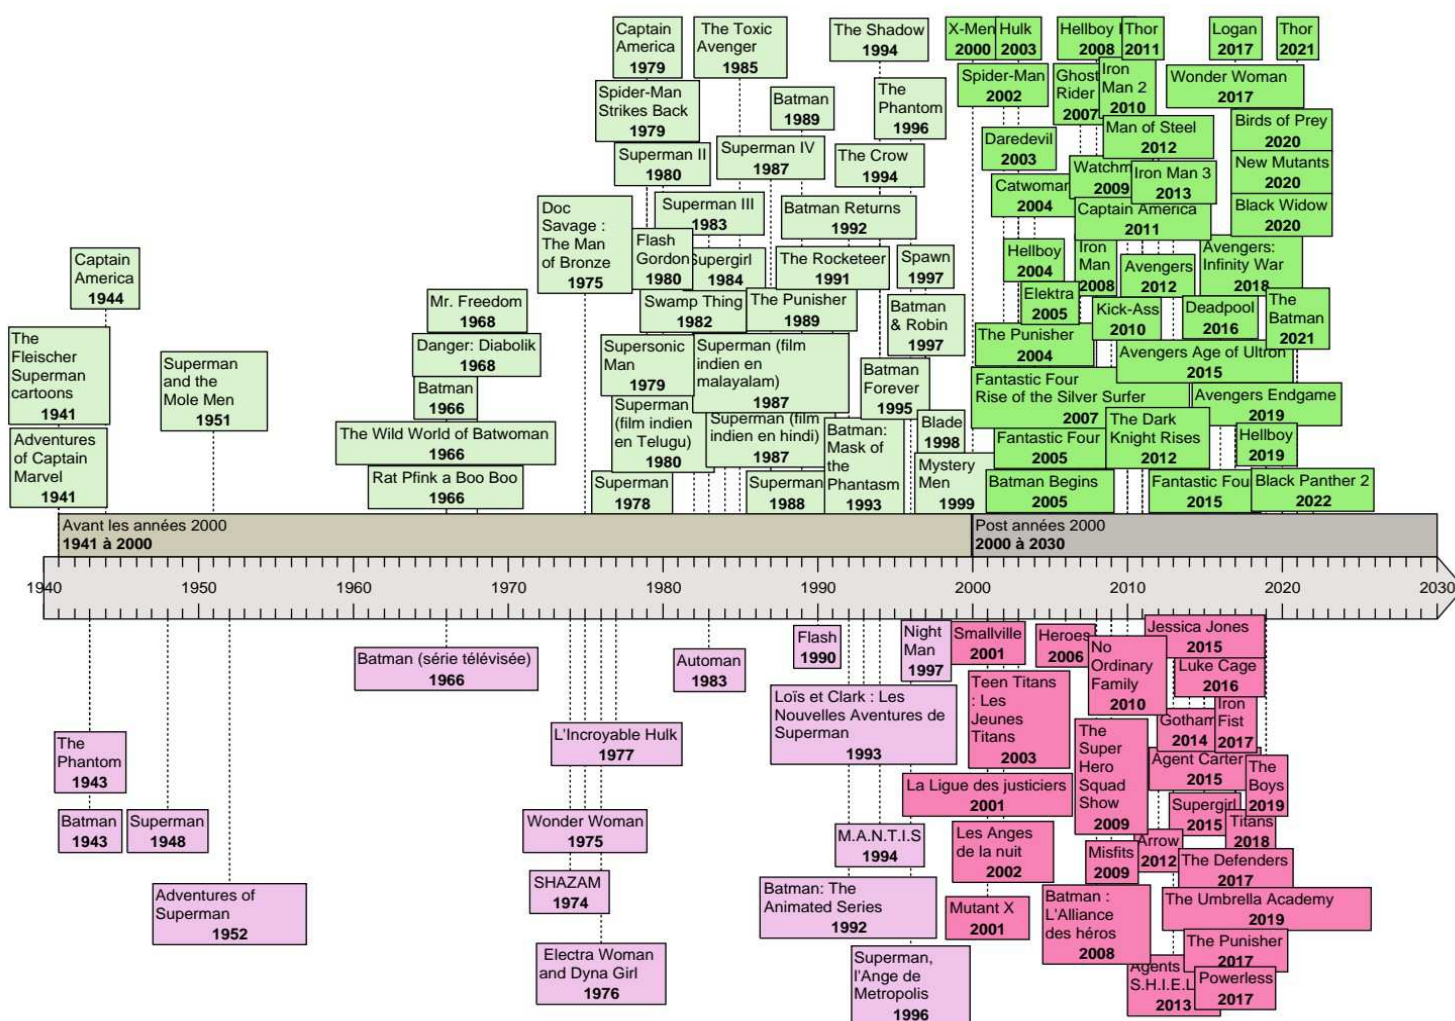 Captain
America
1979
The Toxic
Avenger
1985
The Shadow
1994
X-Men
2000
Hulk
2003
Hellboy
2008
Thor
2011
Logan
2017
Thor
2021
Spider-Man
Strikes Back
1979
Batman
1989
The
Phantom
1996
Spider-Man
2002
Ghost
Rider
2007
Iron
Man 2
2010
Wonder Woman
2017
Superman II
1980
Superman IV
1987
The Crow
1994
Daredevil
2003
Man of Steel
2012
Birds of Prey
2020
Watchm
2009
Iron Man 3
2013
New Mutants
2020
Doc
Savage :
The Man
of Bronze
1975
Superman III
1983
Batman Returns
1992
Catwoman
2004
Captain America
2011
Black Widow
2020
Captain
America
1944
Flash
Gordon
1980
Supergirl
1984
The Rocketeer
1991
Spawn
1997
Hellboy
2004
Iron
Man
2008
Avengers
2012
Avengers:
Infinity War
2018
Mr. Freedom
1968
Swamp Thing
1982
The Punisher
1989
Batman
& Robin
1997
Elektra
2005
Kick-Ass
2010
Deadpool
2016
The
Batman
2021
The
Fleischer
Superman
cartoons
1941
Superman
and the
Mole Men
1951
Danger: Diabolik
1968
Supersonic
Man
1979
Superman (film
indien en
malayalam)
1987
The Punisher
2004
Avengers Age of Ultron
2015
Batman
1966
Batman
Forever
1995
Fantastic Four
Rise of the Silver Surfer
2007
Avengers Endgame
2019
Superman
(film indien
en Telugu)
1980
Superman (film
indien en hindi)
1987
Batman:
Mask of
the
Phantasm
1993
Blade
1998
The Dark
Knight Rises
2012
Adventures
of Captain
Marvel
1941
The Wild World of Batwoman
1966
Fantastic Four
2005
Hellboy
2019
Rat Pfink a Boo Boo
1966
Superman
1978
Superman
1988
Mystery
Men
1999
Batman Begins
2005
Fantastic Fou
2015
Black Panther 2
2022
Avant les années 2000
1941 à 2000
Post années 2000
2000 à 2030
1940 1950 1960 1970 1980 1990 2000 2010 2020 2030
Batman (série télévisée)
1966
Automan
1983
Flash
1990
Night
Man
1997
Smallville
2001
Heroes
2006
No
Ordinary
Family
2010
Jessica Jones
2015
Luke Cage
2016
Loïs et Clark : Les
Nouvelles Aventures de
Superman
1993
Teen Titans
: Les
Jeunes
Titans
2003
Gotham
2014
Iron
Fist
2017
The
Phantom
1943
L'Incroyable Hulk
1977
The
Super
Hero
Squad
Show
2009
Agent Carter
2015
The
Boys
2019
La Ligue des justiciers
2001
Supergirl
2015
Batman
1943
Superman
1948
Wonder Woman
1975
M.A.N.T.I.S
1994
Les Anges
de la nuit
2002
Misfits
2009
Arrow
2012
Titans
2018
The Defenders
2017
SHAZAM
1974
Adventures of
Superman
1952
Batman: The
Animated Series
1992
Mutant X
2001
Batman :
L'Alliance
des héros
2008
The Umbrella Academy
2019
Electra Woman
and Dyna Girl
1976
Superman,
l'Ange de
Metropolis
1996
Agents
S.H.I.E.L
2013
The Punisher
2017
Powerless
2017